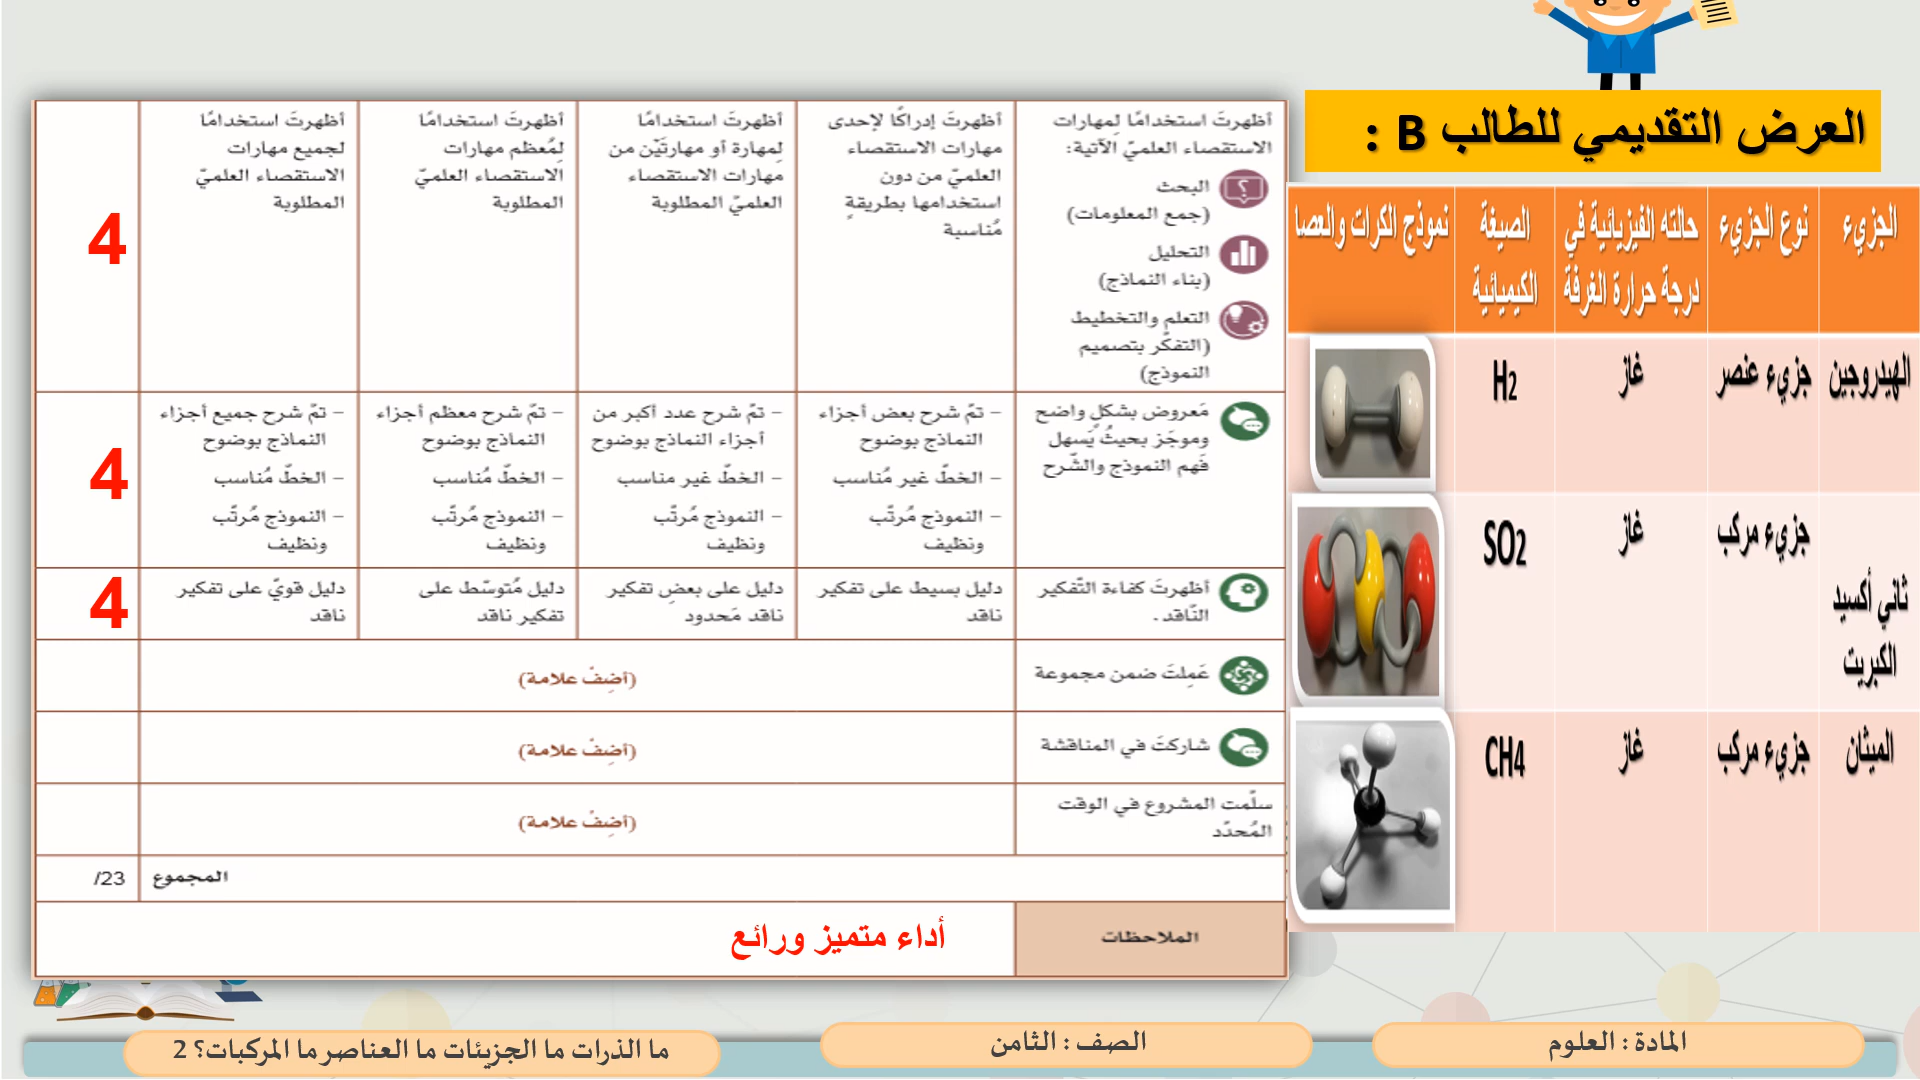 العرض التقديمي للطالب B :
الجزيء
نوع الجزيء
حالته الفيزيائية في
درجة حرارة الغرفة
الصيغة
الكيميائية
نموذج الكرات والعصا
الهيدروجين
جزيء عنصر
غاز
H2
ثاني أكسيد
الكبريت
جزيء مركب
غاز
SO2
الميثان
جزيء مركب
غاز
CH4
أظهرتَ استخدامًا لِمهارات
الاستقصاء العلميّ الآتية:
البحث
(جمع المعلومات)
التحليل
(بناء النماذج)
التعلم والتخطيط
(التفكّر بتصميم
النموذج)
أظهرتَ إدراكًا لإحدى
مهارات الاستقصاء
العلميّ من دون
استخدامها بطريقةٍ
مُناسبة
أظهرتَ استخدامًا
لِمهارة أو مهارتَيْن من
مهارات الاستقصاء
العلميّ المطلوبة
أظهرتَ استخدامًا
لِمُعظم مهارات
الاستقصاء العلميّ
المطلوبة
أظهرتَ استخدامًا
لجميع مهارات
الاستقصاء العلميّ
المطلوبة
4
مَعروض بشكلٍ واضح
وموجَز بحيثُ يَسهل
فَهم النموذج والشّرح
– تمّ شرح بعض أجزاء
النماذج بوضوح
– الخطّ غير مُناسب
– النموذج مُرتّب
ونظيف
– تمّ شرح عدد أكبر من
أجزاء النماذج بوضوح
– الخطّ غير مناسب
– النموذج مُرتّب
ونظيف
– تمّ شرح معظم أجزاء
النماذج بوضوح
– الخطّ مُناسب
– النموذج مُرتّب
ونظيف
– تمّ شرح جميع أجزاء
النماذج بوضوح
– الخطّ مُناسب
– النموذج مُرتّب
ونظيف
4
أظهرتَ كفاءة التّفكير
النّاقد.
دليل بسيط على تفكير
ناقد
دليل على بعضِ تفكير
ناقد مَحدود
دليل مُتوسّط على
تفكير ناقد
دليل قويّ على تفكير
ناقد
4
عَمِلتَ ضمن مجموعة
(أضِفْ علامة)
شاركتَ في المناقشة
(أضِفْ علامة)
سلّمت المشروع في الوقت
المُحدّد
(أضِفْ علامة)
المجموع
/23
الملاحظات
أداء متميز ورائع
المادة : العلوم
الصف : الثامن
ما الذرات ما الجزيئات ما العناصر ما المركبات؟ 2